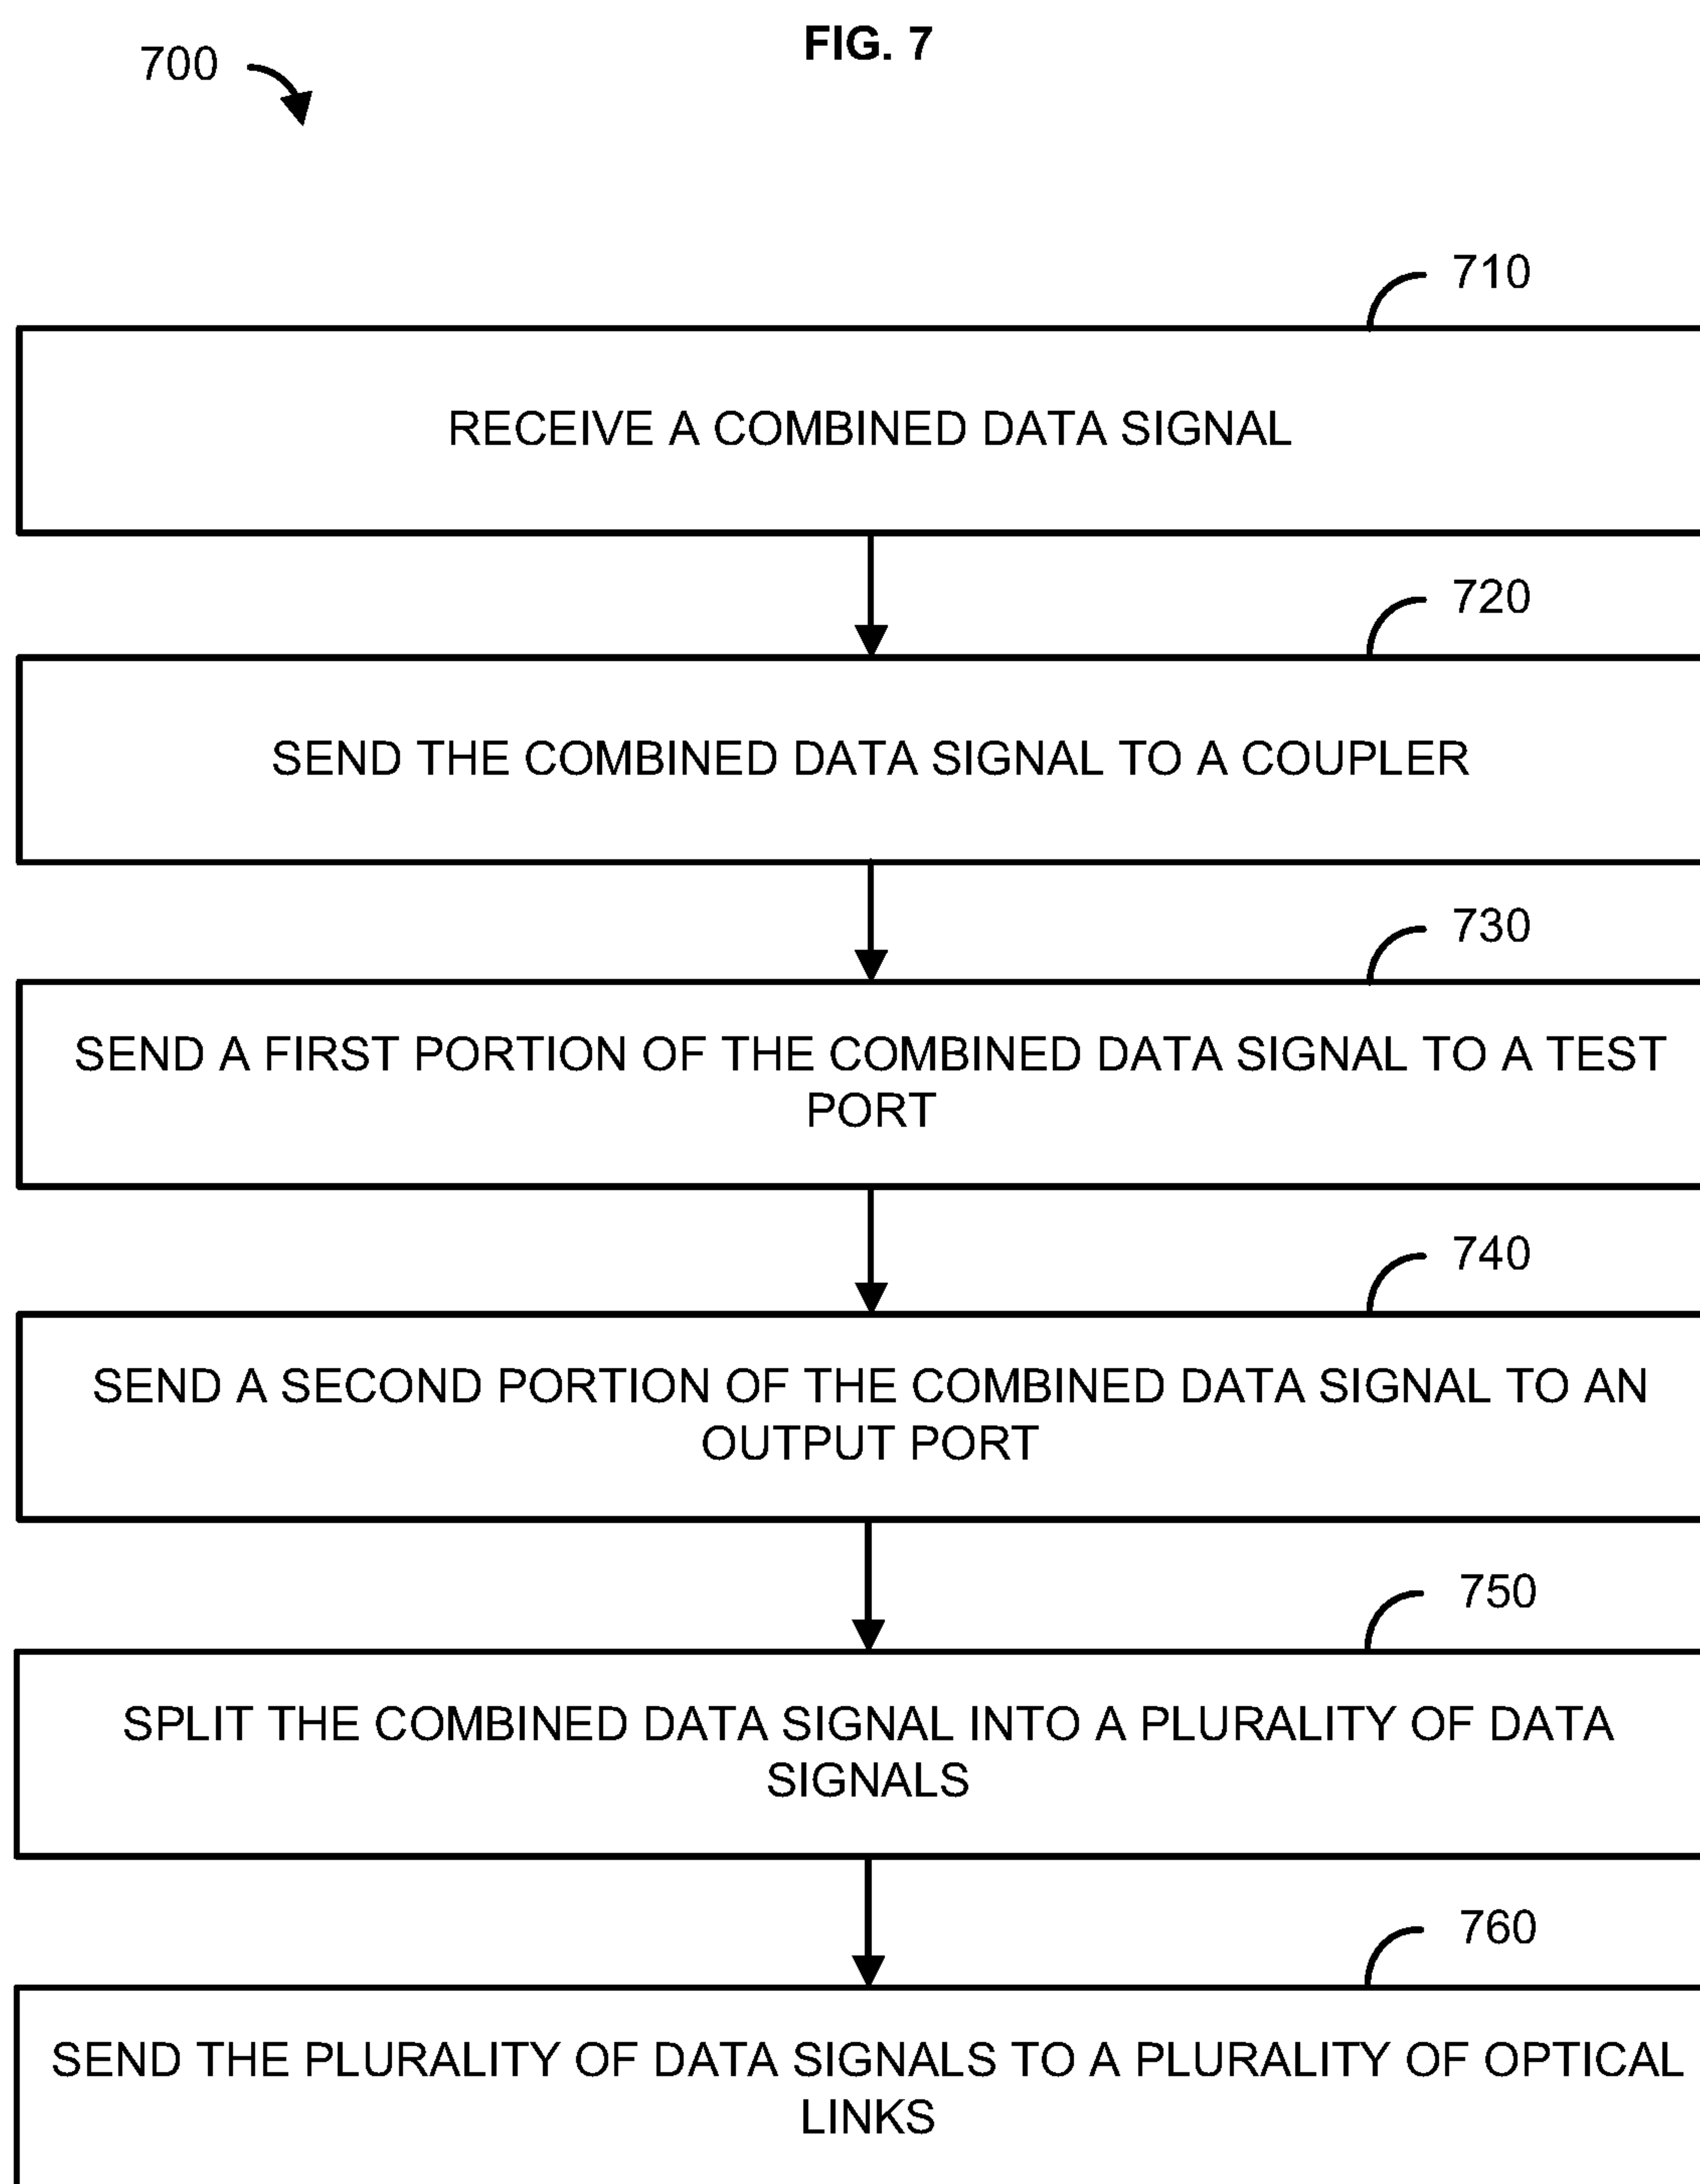 FIG. 7
700
710
RECEIVE A COMBINED DATA SIGNAL
720
SEND THE COMBINED DATA SIGNAL TO A COUPLER
730
SEND A FIRST PORTION OF THE COMBINED DATA SIGNAL TO A TEST
PORT
740
SEND A SECOND PORTION OF THE COMBINED DATA SIGNAL TO AN
OUTPUT PORT
750
SPLIT THE COMBINED DATA SIGNAL INTO A PLURALITY OF DATA
SIGNALS
760
SEND THE PLURALITY OF DATA SIGNALS TO A PLURALITY OF OPTICAL
LINKS